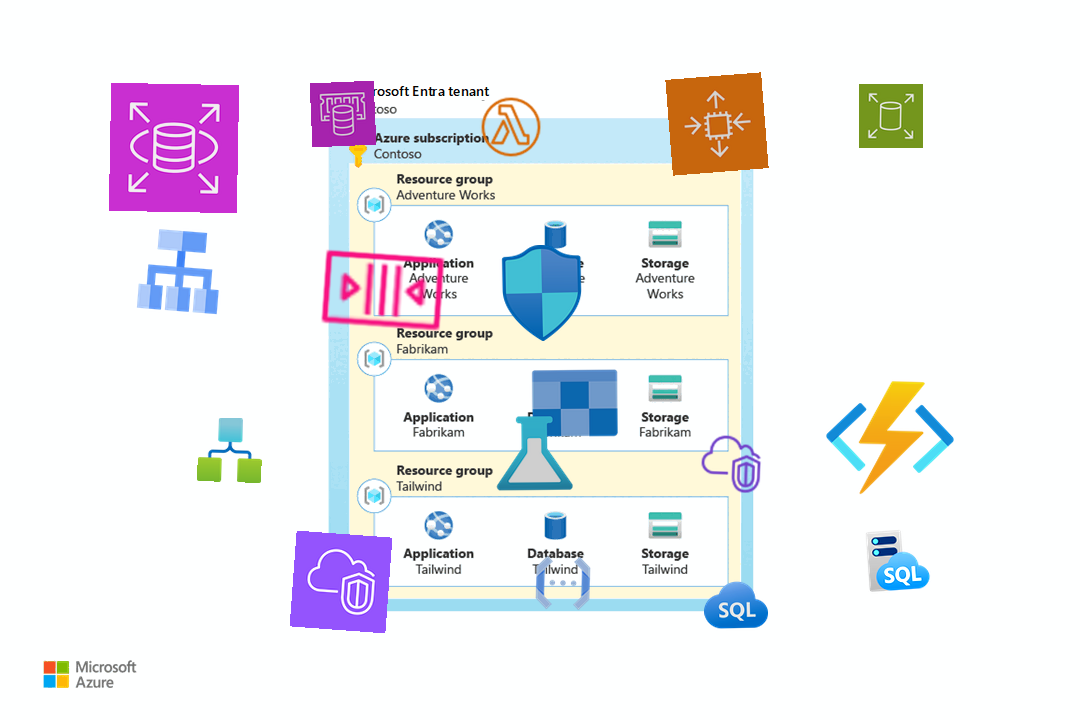 rosoft Entra tenant
Azure subscription
Contoso
Resource group
Adventure Works
Application
Adventure
Works
Storage
Adventure
Works
Resource group
Fabrikam
Application
Fabrikam
Storage
Fabrikam
Resource group
Tailwind
Application
Tailwind
Database
Tailwind
Storage
Tailwind
SQL
SQL
Microsoft
Azure